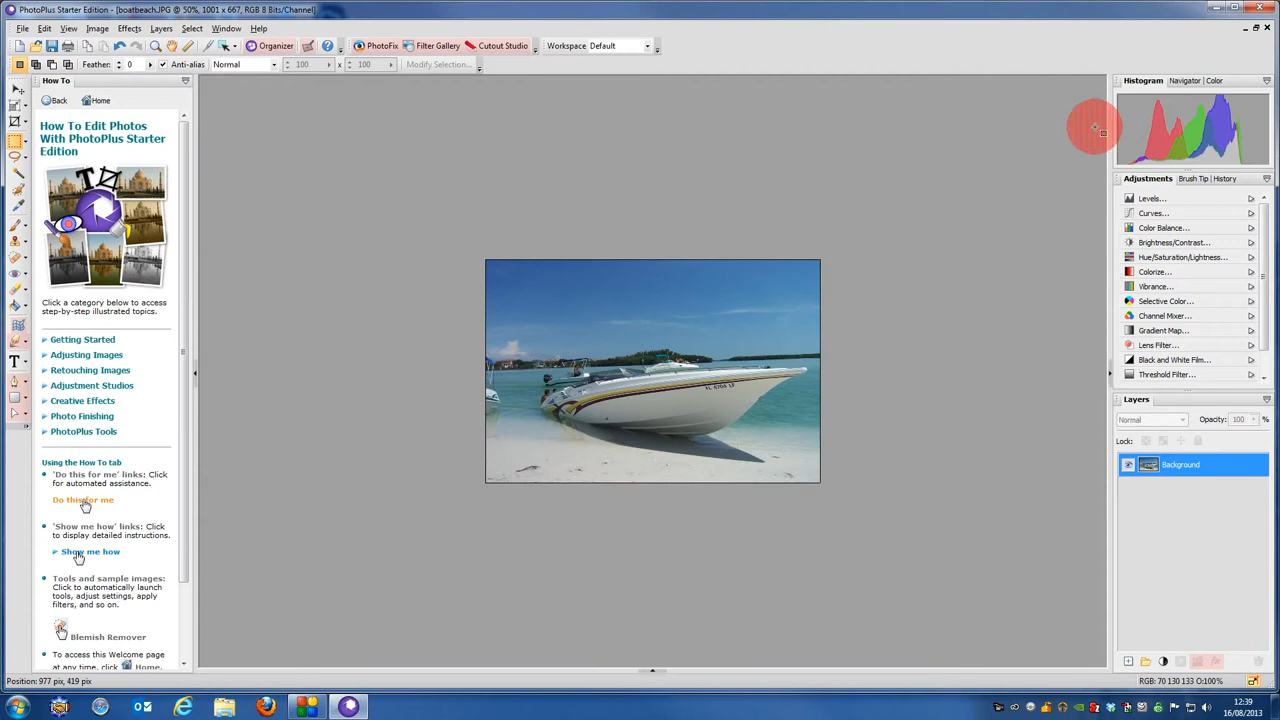 PhotoPlus Starter Edition - [boatbeach.JPG @ 50%, 1001 x 667, RGB 8 Bits/Channel]
File Edit View Image Effects Select Layers Window Help
Organizer PhotoFix Filter Gallery Cutout Studio Workspace Default
Feather: 0 Anti-alias Normal 100 x 100 Modify Selection...
How To
Back Home
How To Edit Photos
With PhotoPlus Starter
Edition
T
Click a category below to access
step-by-step illustrated topics.
Getting Started
Adjusting Images
Retouching Images
Adjustment Studios
Creative Effects
Photo Finishing
PhotoPlus Tools
Using the How To tab
'Do this for me' links: Click
for automated assistance.
Do this for me
'Show me how' links: Click
to display detailed instructions.
Show me how
Tools and sample images:
Click to automatically launch
tools, adjust settings, apply
filters, and so on.
Blemish Remover
To access this Welcome page
at any time, click Home.
Histogram Navigator | Color
Adjustments Brush Tip | History
Levels...
Curves...
Color Balance...
Brightness/Contrast...
Hue/Saturation/Lightness...
Colorize...
Vibrance...
Selective Color...
Channel Mixer...
Gradient Map...
Lens Filter...
Black and White Film...
Threshold Filter...
Layers
Normal Opacity: 100 %
Lock:
Background
Position: 977 pix, 419 pix
RGB: 70 130 133 O:100%
12:39
16/08/2013